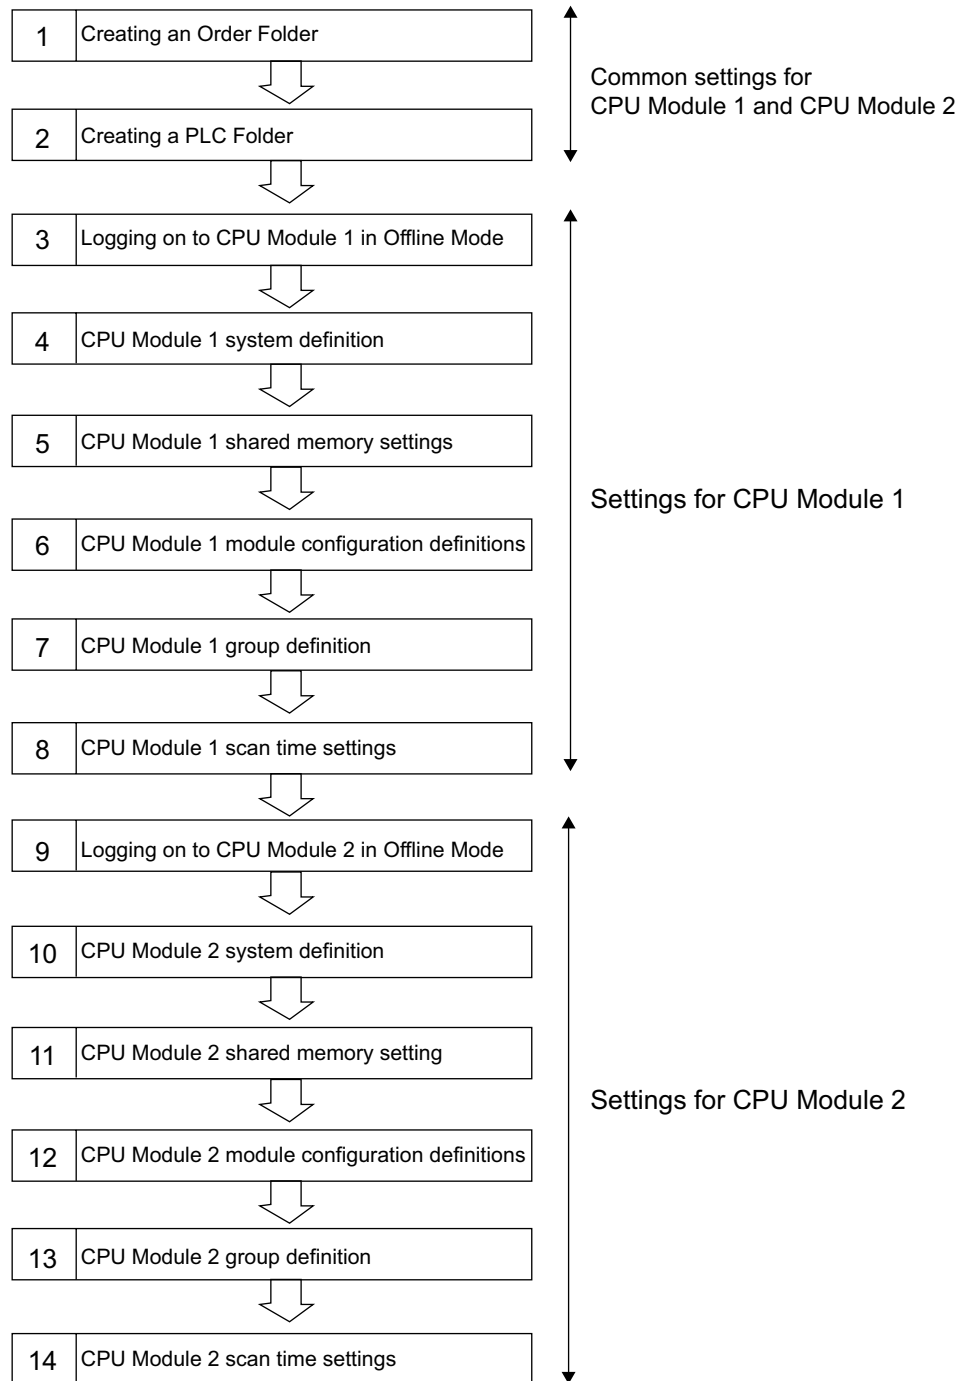 1 Creating an Order Folder
Common settings for
CPU Module 1 and CPU Module 2
2 Creating a PLC Folder
3 Logging on to CPU Module 1 in Offline Mode
4 CPU Module 1 system definition
5 CPU Module 1 shared memory settings
Settings for CPU Module 1
6 CPU Module 1 module configuration definitions
7 CPU Module 1 group definition
8 CPU Module 1 scan time settings
9 Logging on to CPU Module 2 in Offline Mode
10 CPU Module 2 system definition
11 CPU Module 2 shared memory setting
Settings for CPU Module 2
12 CPU Module 2 module configuration definitions
13 CPU Module 2 group definition
14 CPU Module 2 scan time settings